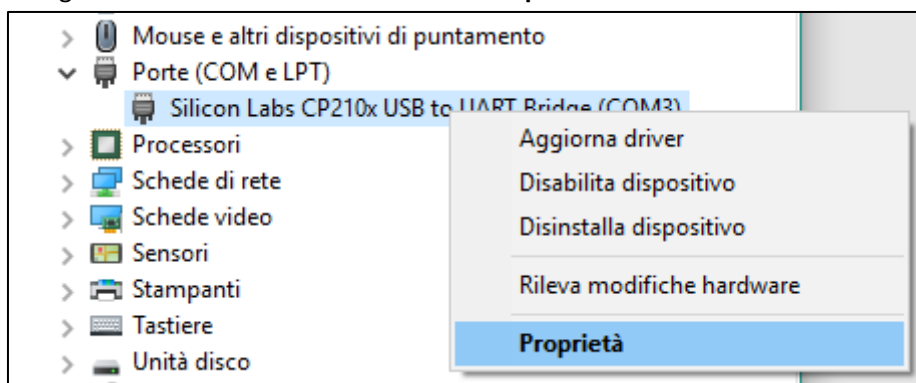 Mouse e altri dispositivi di puntamento
Porte (COM e LPT)
Silicon Labs CP210x USB to UART Bridge (COM3)
Processori
Schede di rete
Schede video
Sensori
Stampanti
Tastiere
Unità disco
Aggiorna driver
Disabilita dispositivo
Disinstalla dispositivo
Rileva modifiche hardware
Proprietà